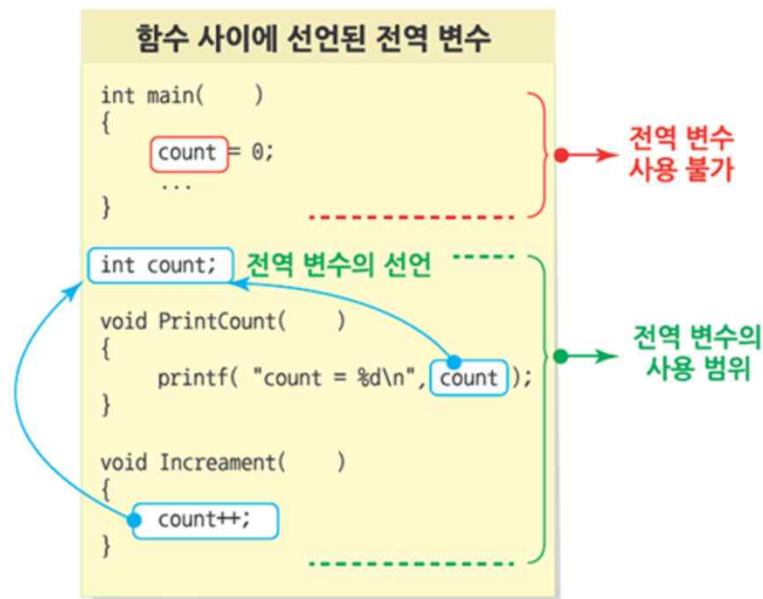 함수 사이에 선언된 전역 변수
int main(    )
{
count = 0;
...
}
전역 변수
사용 불가
int count; 전역 변수의 선언
void PrintCount(    )
{
printf( "count = %d\n", count );
}
전역 변수의
사용 범위
void Increament(    )
{
count++;
}